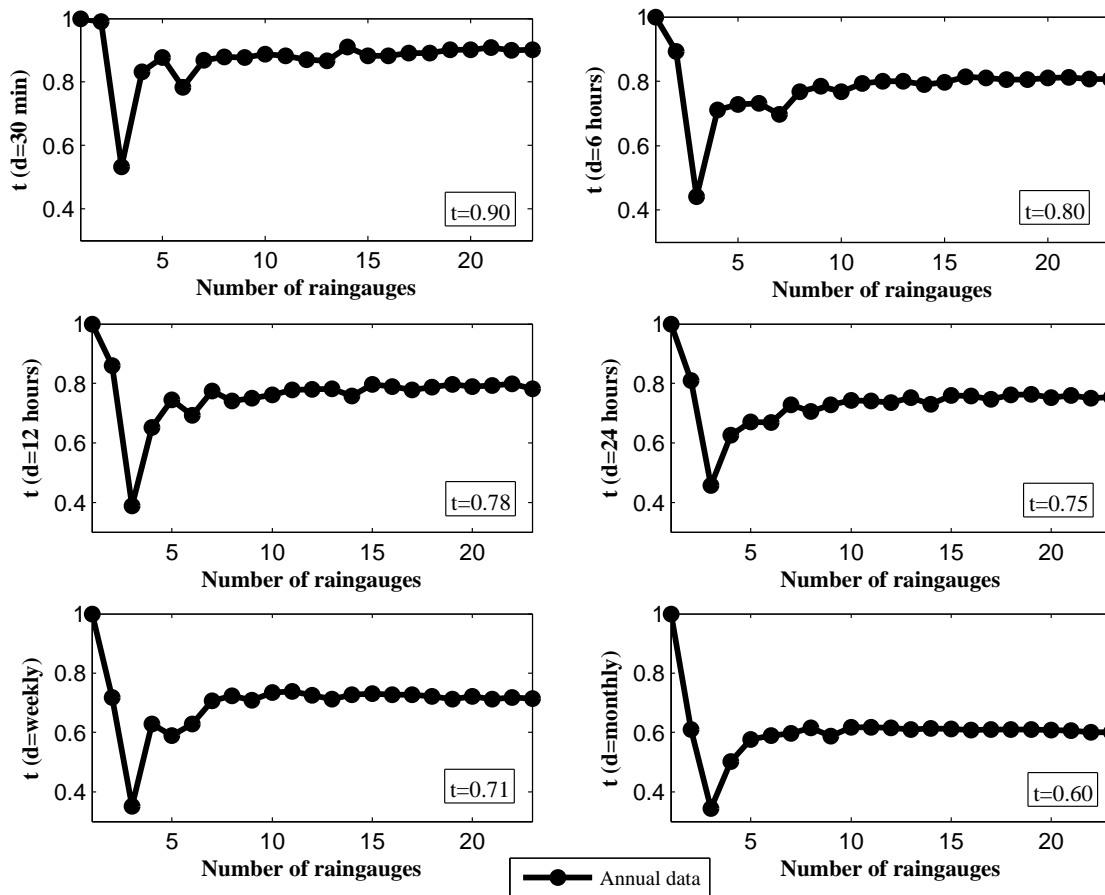 1
0.8
0.6
0.4
t (d=30 min)
t=0.90
5 10 15 20
Number of raingauges
1
0.8
0.6
0.4
t (d=6 hours)
t=0.80
5 10 15 20
Number of raingauges
1
0.8
0.6
0.4
t (d=12 hours)
t=0.78
5 10 15 20
Number of raingauges
1
0.8
0.6
0.4
t (d=24 hours)
t=0.75
5 10 15 20
Number of raingauges
1
0.8
0.6
0.4
t (d=weekly)
t=0.71
5 10 15 20
Number of raingauges
1
0.8
0.6
0.4
t (d=monthly)
t=0.60
5 10 15 20
Number of raingauges
Annual data